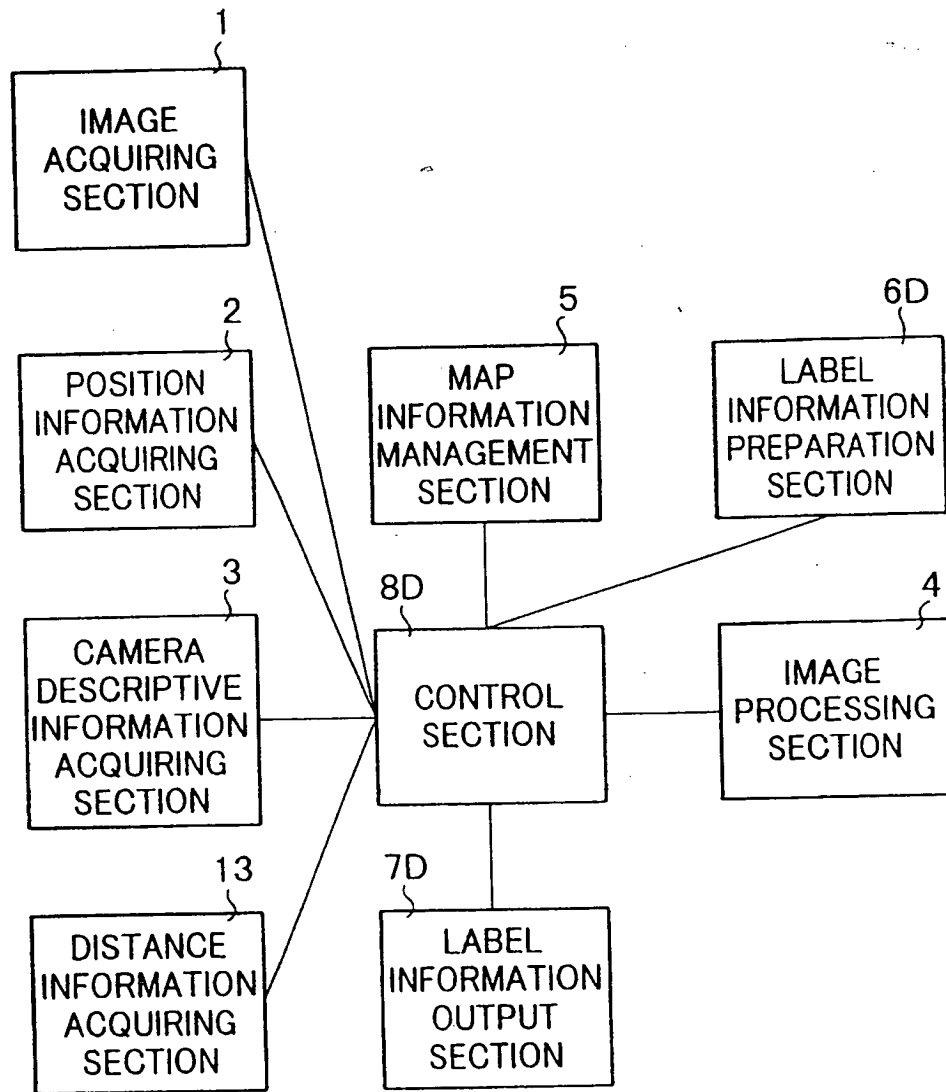 1
IMAGE
ACQUIRING
SECTION
2
POSITION
INFORMATION
ACQUIRING
SECTION
5
MAP
INFORMATION
MANAGEMENT
SECTION
6D
LABEL
INFORMATION
PREPARATION
SECTION
3
CAMERA
DESCRIPTIVE
INFORMATION
ACQUIRING
SECTION
8D
CONTROL
SECTION
4
IMAGE
PROCESSING
SECTION
13
DISTANCE
INFORMATION
ACQUIRING
SECTION
7D
LABEL
INFORMATION
OUTPUT
SECTION